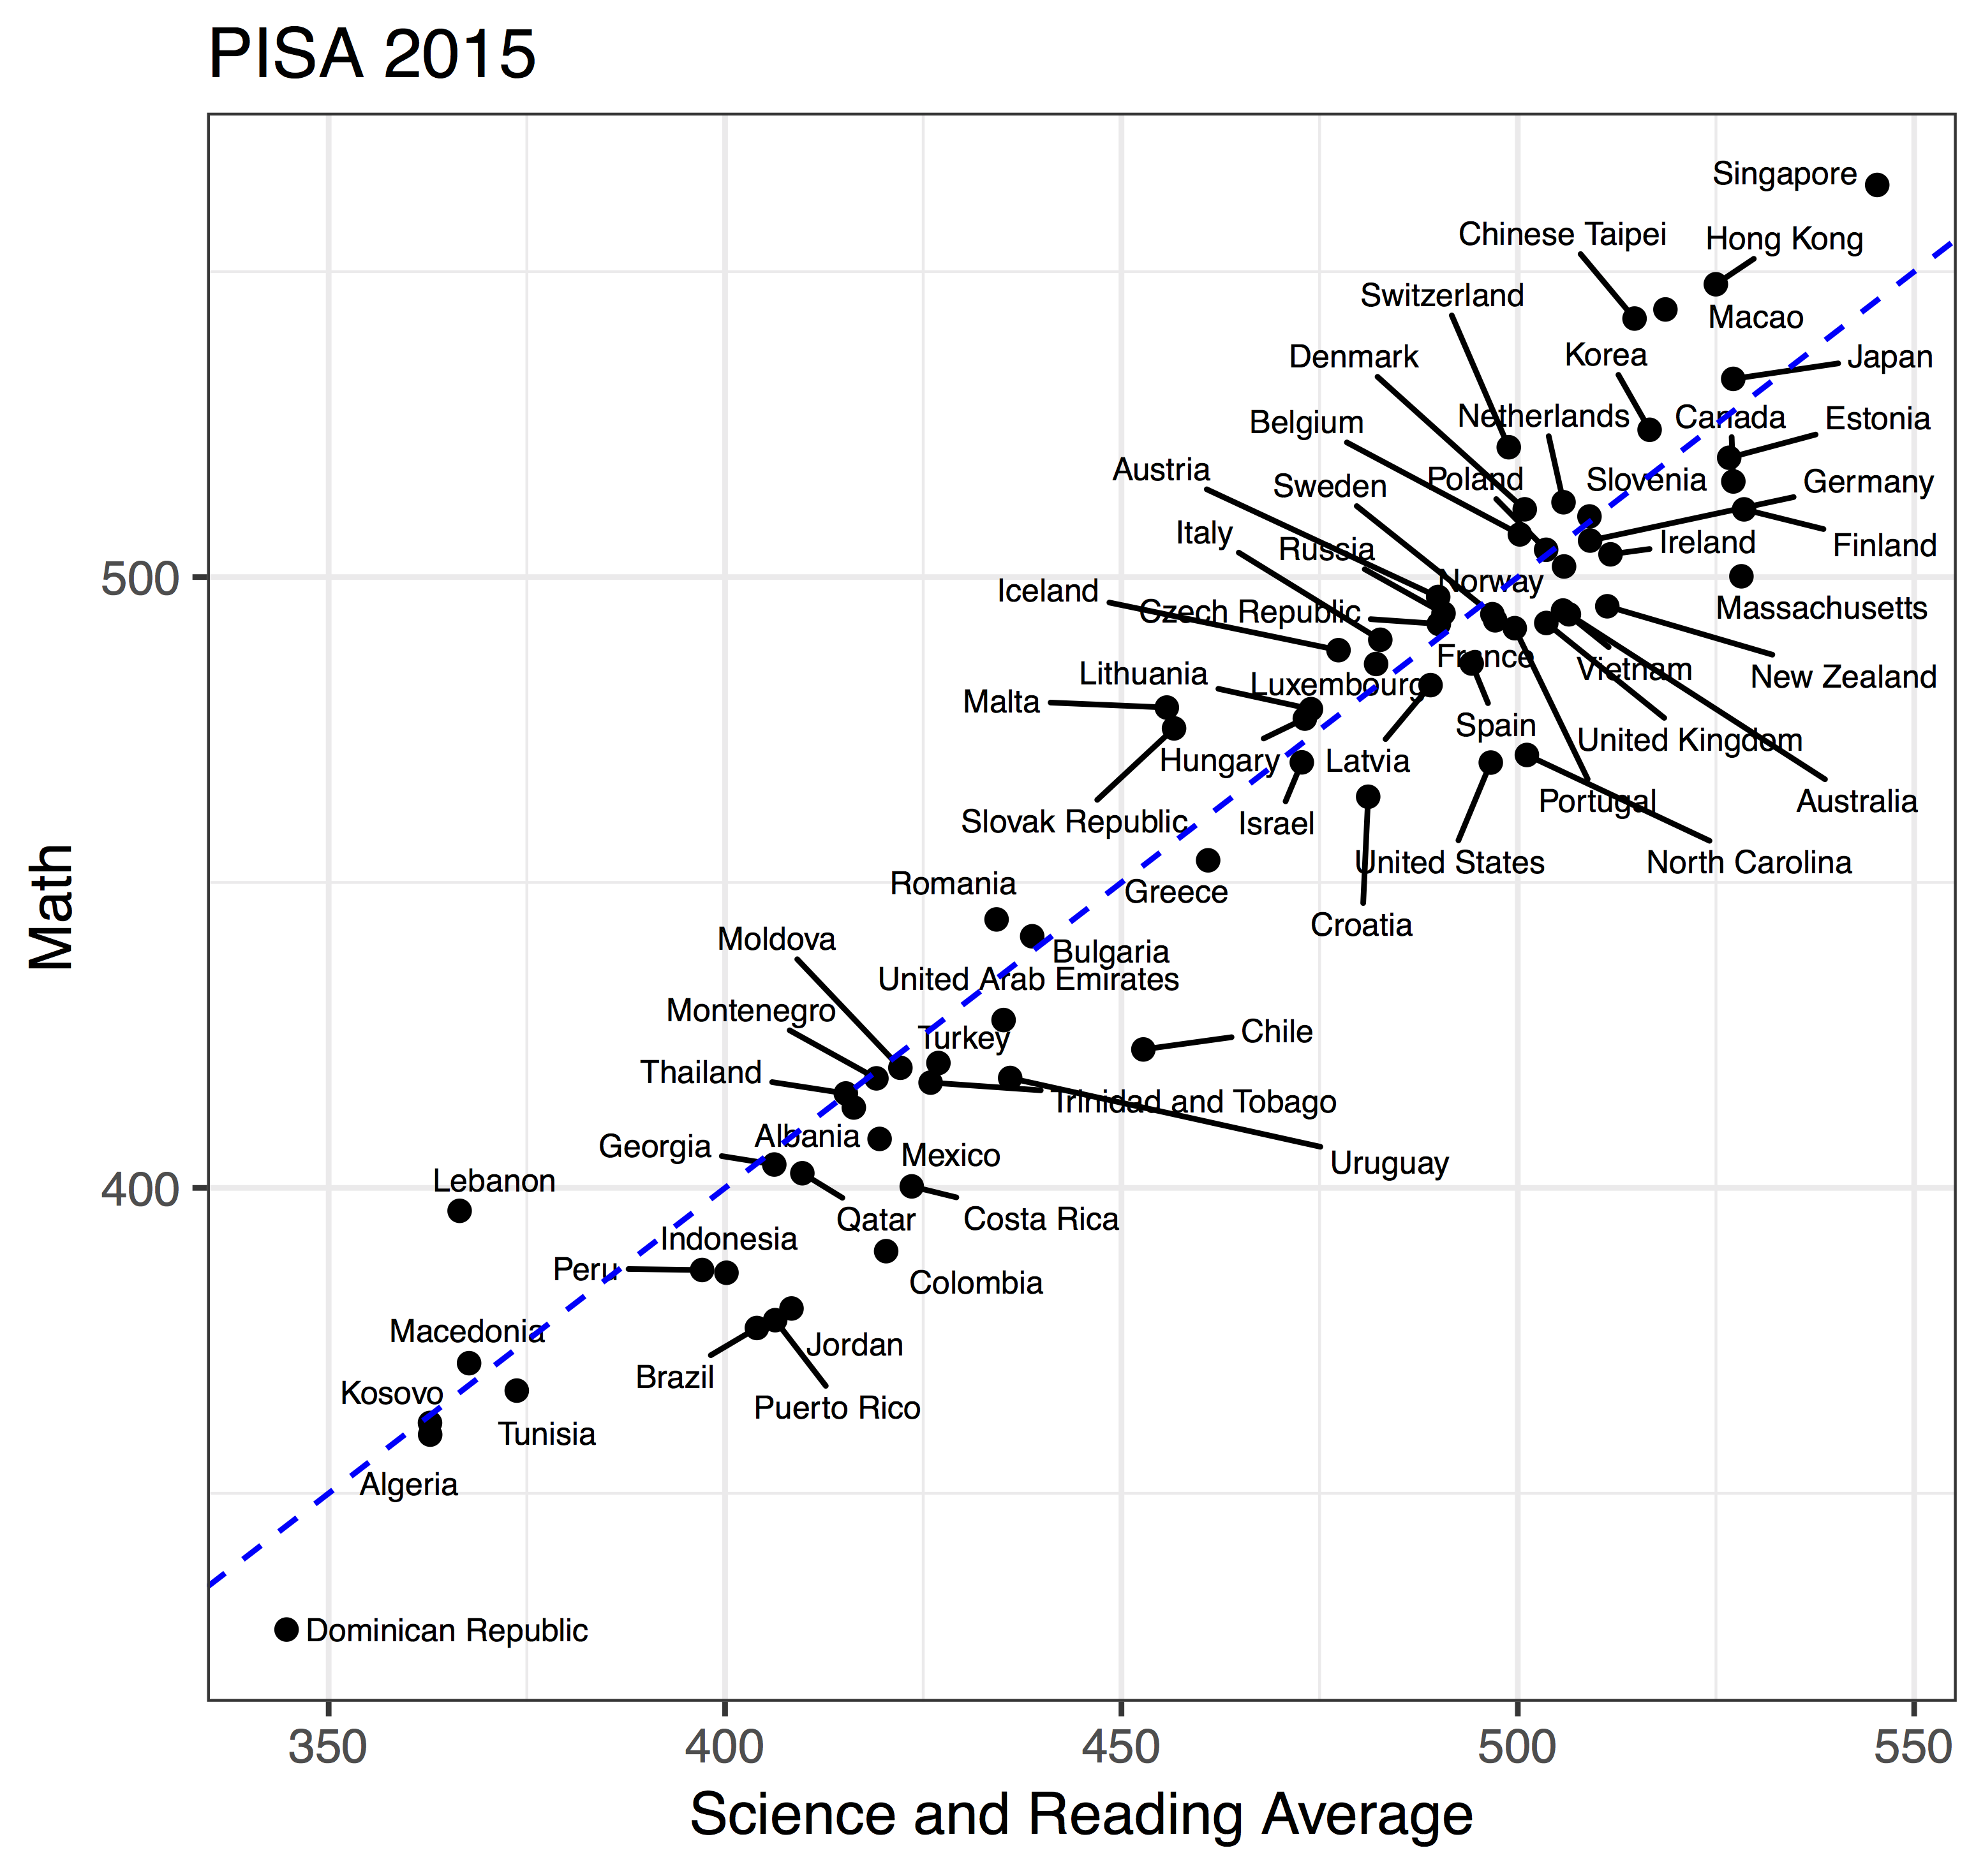 PISA 2015
Singapore
Chinese Taipei
Hong Kong
Switzerland
Macao
Denmark
Korea
Japan
Belgium
Netherlands
Canada
Estonia
Austria
Sweden
Poland
Slovenia
Germany
Italy
Russia
Ireland
Finland
500
Norway
Iceland
Czech Republic
Massachusetts
France
Vietnam
New Zealand
Lithuania
Luxembourg
Malta
Spain
United Kingdom
Hungary
Latvia
Slovak Republic
Israel
Portugal
Australia
United States
North Carolina
Romania
Greece
Croatia
Math
Moldova
Bulgaria
United Arab Emirates
Montenegro
Turkey
Chile
Thailand
Trinidad and Tobago
Georgia
Albania
Mexico
Uruguay
400
Lebanon
Qatar
Costa Rica
Indonesia
Peru
Colombia
Macedonia
Jordan
Brazil
Kosovo
Puerto Rico
Tunisia
Algeria
Dominican Republic
350
400
450
500
550
Science and Reading Average